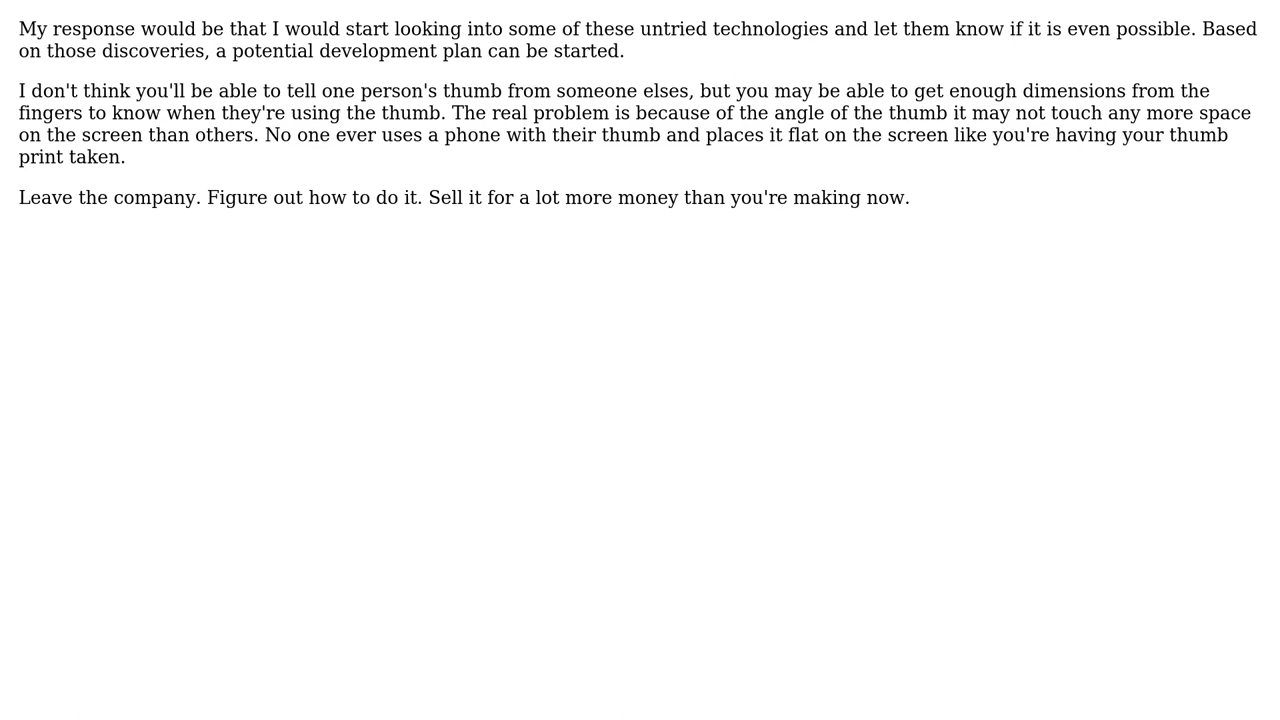 My response would be that I would start looking into some of these untried technologies and let them know if it is even possible. Based
on those discoveries, a potential development plan can be started.
I don't think you'll be able to tell one person's thumb from someone elses, but you may be able to get enough dimensions from the
fingers to know when they're using the thumb. The real problem is because of the angle of the thumb it may not touch any more space
on the screen than others. No one ever uses a phone with their thumb and places it flat on the screen like you're having your thumb
print taken.
Leave the company. Figure out how to do it. Sell it for a lot more money than you're making now.